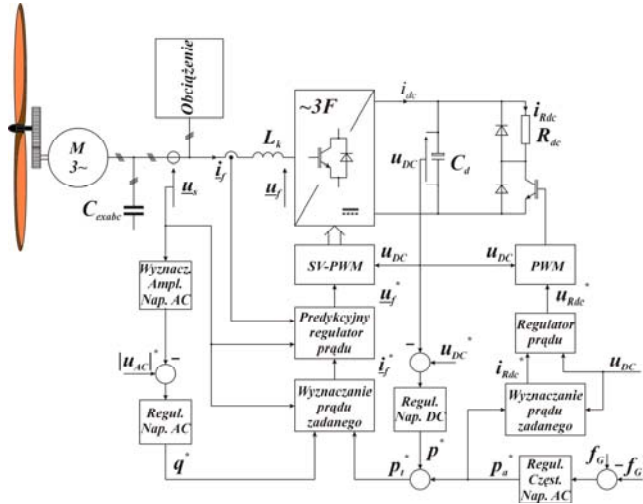 Obciążenie
~3F
i_dc
i_Rdc
R_dc
M
3~
L_k
u_DC
C_d
i_f
u_s
u_f
C_exabc
Wyznacz.
Ampl.
Nap. AC
SV-PWM
u_DC
u_DC
PWM
u_f*
u_Rdc*
Predykcyjny
regulator
prądu
Regulator
prądu
|u_AC|*
−
−
u_DC*
i_f*
i_Rdc*
u_DC
Regul.
Nap. AC
Wyznaczanie
prądu
zadanego
Regul.
Nap. DC
Wyznaczanie
prądu
zadanego
q*
p*
p_t*
p_a*
Regul.
Częst.
Nap. AC
f_G
−f_G